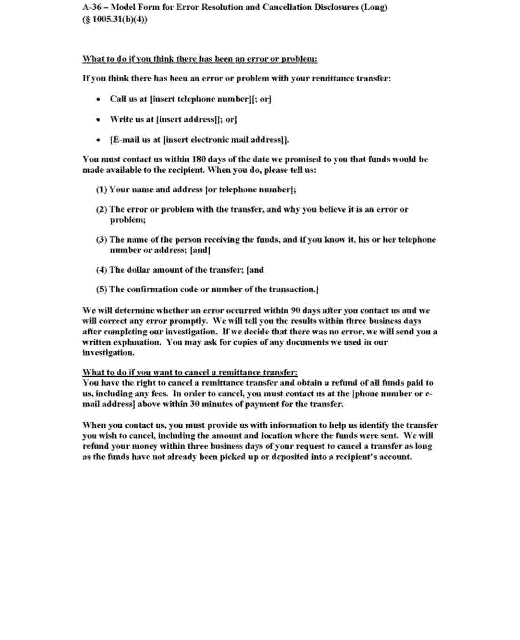 A-36 – Model Form for Error Resolution and Cancellation Disclosures (Long)
(§ 1005.31(b)(4))
What to do if you think there has been an error or problem:
If you think there has been an error or problem with your remittance transfer:
• Call us at [insert telephone number][; or]
• Write us at [insert address][; or]
• [E-mail us at [insert electronic mail address]].
You must contact us within 180 days of the date we promised to you that funds would be
made available to the recipient. When you do, please tell us:
(1) Your name and address [or telephone number];
(2) The error or problem with the transfer, and why you believe it is an error or
problem;
(3) The name of the person receiving the funds, and if you know it, his or her telephone
number or address; [and]
(4) The dollar amount of the transfer; [and
(5) The confirmation code or number of the transaction.]
We will determine whether an error occurred within 90 days after you contact us and we
will correct any error promptly. We will tell you the results within three business days
after completing our investigation. If we decide that there was no error, we will send you a
written explanation. You may ask for copies of any documents we used in our
investigation.
What to do if you want to cancel a remittance transfer:
You have the right to cancel a remittance transfer and obtain a refund of all funds paid to
us, including any fees. In order to cancel, you must contact us at the [phone number or e-
mail address] above within 30 minutes of payment for the transfer.
When you contact us, you must provide us with information to help us identify the transfer
you wish to cancel, including the amount and location where the funds were sent. We will
refund your money within three business days of your request to cancel a transfer as long
as the funds have not already been picked up or deposited into a recipient's account.